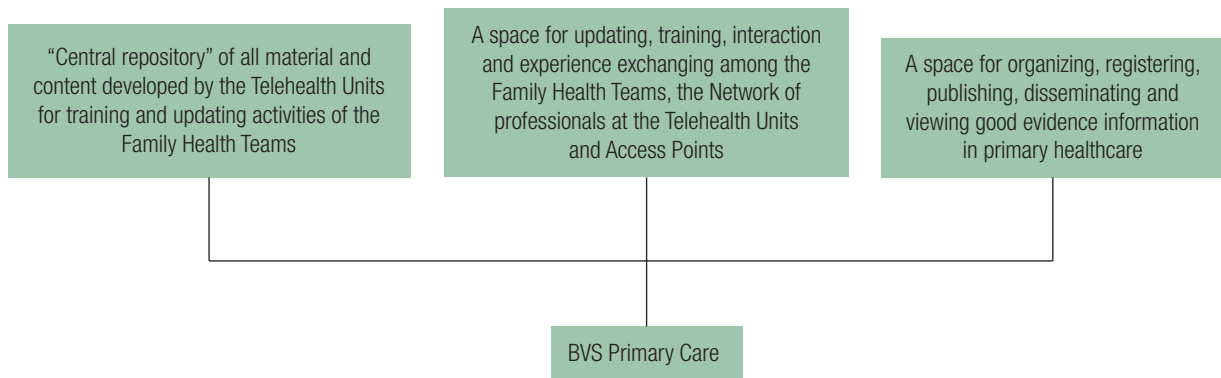 “Central repository” of all material and
content developed by the Telehealth Units
for training and updating activities of the
Family Health Teams
A space for updating, training, interaction
and experience exchanging among the
Family Health Teams, the Network of
professionals at the Telehealth Units
and Access Points
A space for organizing, registering,
publishing, disseminating and
viewing good evidence information
in primary healthcare
BVS Primary Care